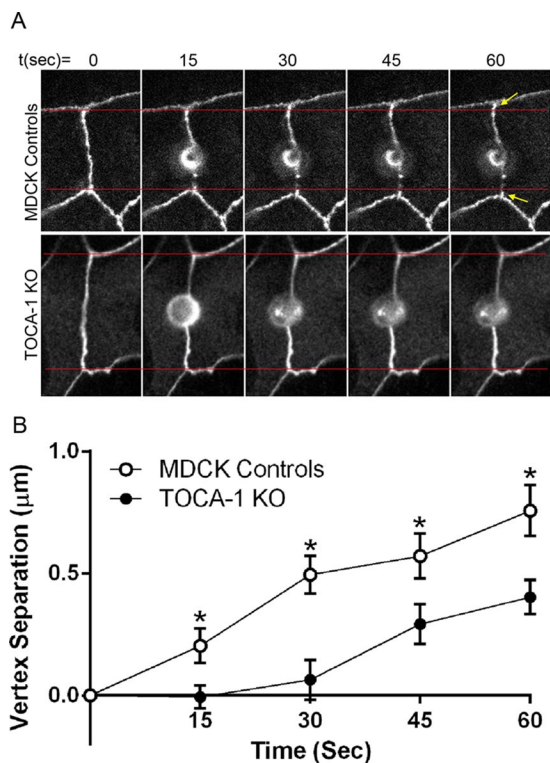 A
t(sec)= 0 15 30 45 60
MDCK Controls
TOCA-1 KO
B
Vertex Separation (μm)
1.0
0.5
0.0
MDCK Controls
TOCA-1 KO
*
*
*
*
15 30 45 60
Time (Sec)